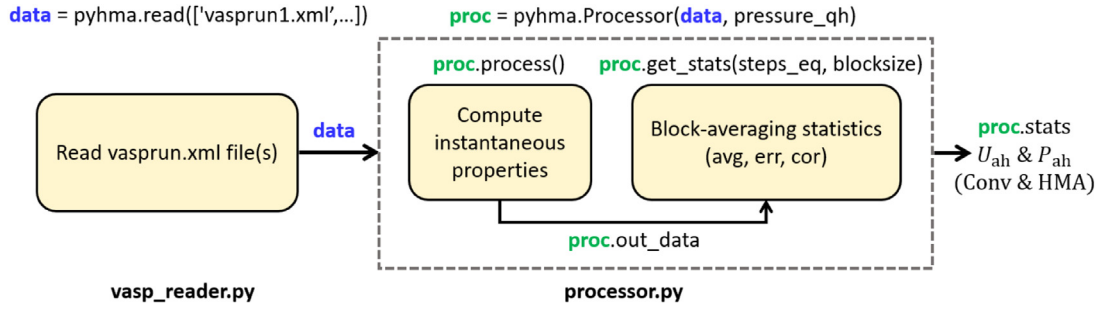 data = pyhma.read(['vasprun1.xml’,...])
proc = pyhma.Processor(data, pressure_qh)
proc.process()
proc.get_stats(steps_eq, blocksize)
Read vasprun.xml file(s)
data
Compute
instantaneous
properties
Block-averaging statistics
(avg, err, cor)
proc.out_data
proc.stats
Uah & Pah
(Conv & HMA)
vasp_reader.py
processor.py